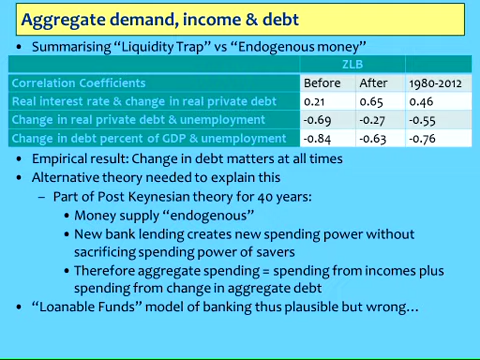 Aggregate demand, income & debt
• Summarising “Liquidity Trap” vs “Endogenous money”
ZLB
Correlation Coefficients Before After 1980-2012
Real interest rate & change in real private debt 0.21 0.65 0.46
Change in real private debt & unemployment -0.69 -0.27 -0.55
Change in debt percent of GDP & unemployment -0.84 -0.63 -0.76
• Empirical result: Change in debt matters at all times
• Alternative theory needed to explain this
– Part of Post Keynesian theory for 40 years:
• Money supply “endogenous”
• New bank lending creates new spending power without
sacrificing spending power of savers
• Therefore aggregate spending = spending from incomes plus
spending from change in aggregate debt
• “Loanable Funds” model of banking thus plausible but wrong…